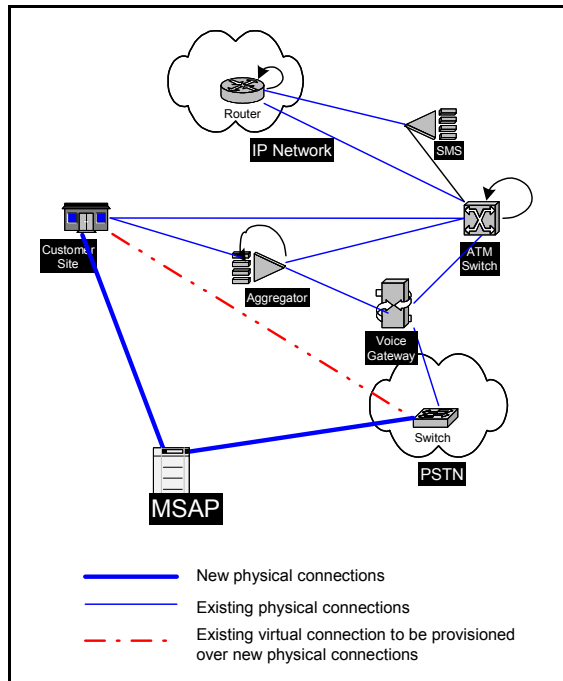 Router
IP Network
SMS
Customer
Site
ATM
Switch
Aggregator
Voice
Gateway
Switch
PSTN
MSAP
New physical connections
Existing physical connections
Existing virtual connection to be provisioned
over new physical connections